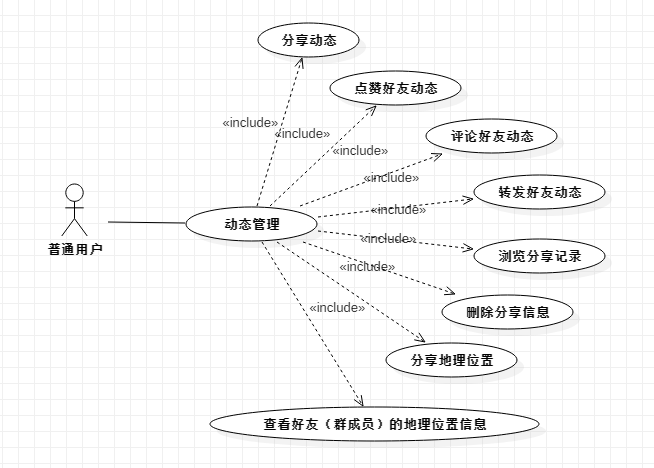 分享动态
点赞好友动态
«include»
«include»
评论好友动态
«include»
«include»
转发好友动态
«include»
动态管理
普通用户
«include»
浏览分享记录
«include»
«include»
删除分享信息
分享地理位置
查看好友（群成员）的地理位置信息